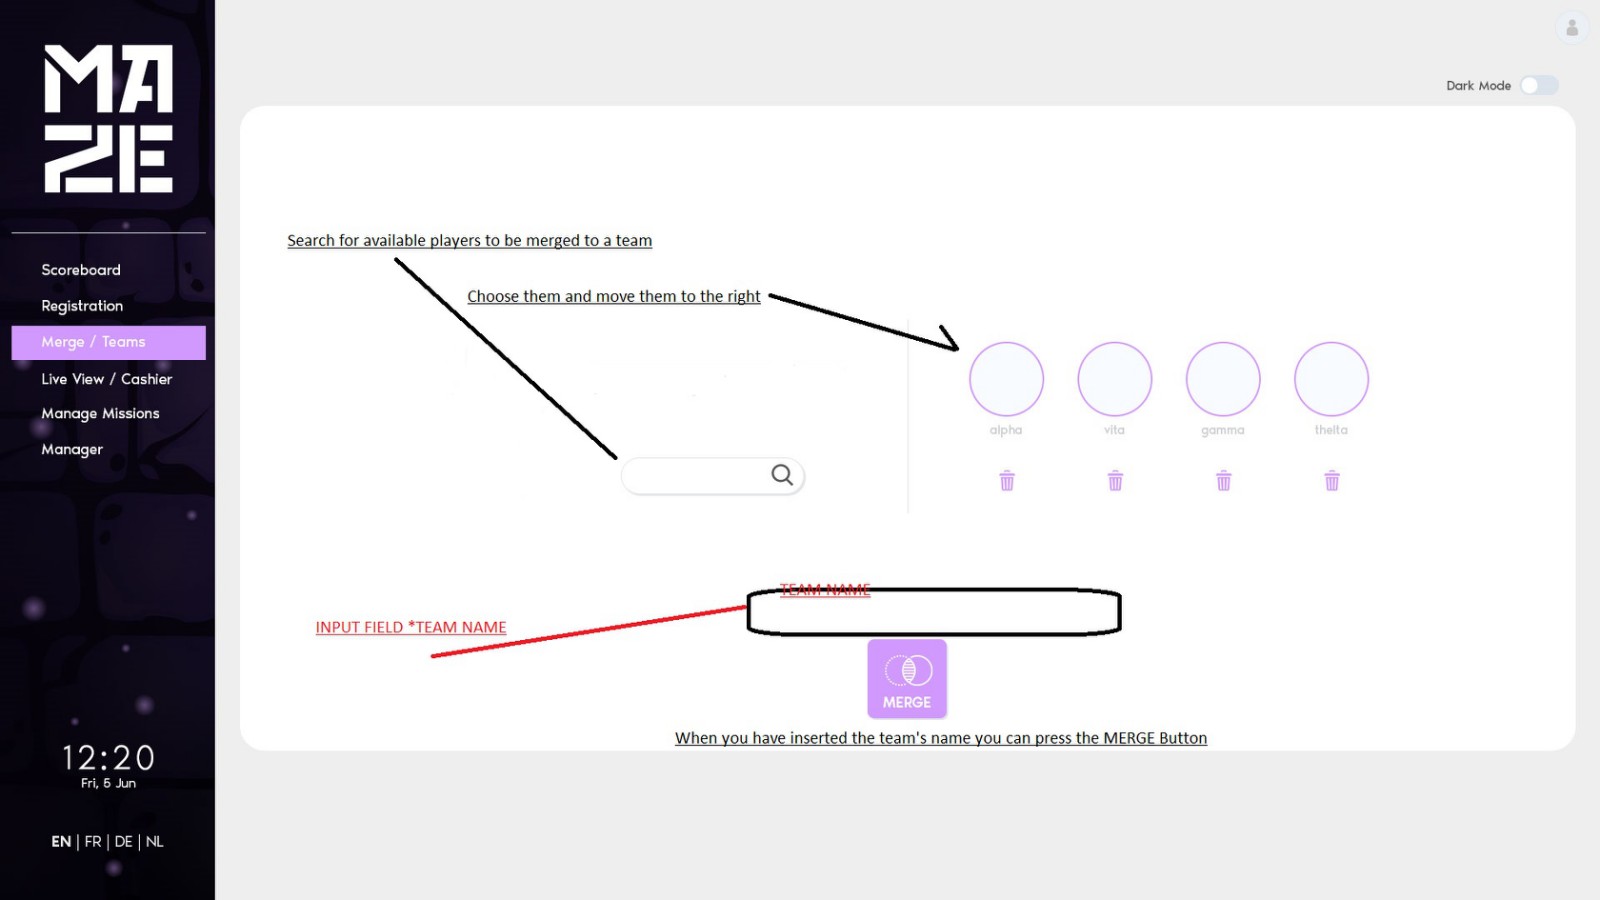 MA
ZE
Dark Mode
Scoreboard
Registration
Merge / Teams
Live View / Cashier
Manage Missions
Manager
12:20
Fri, 5 Jun
EN | FR | DE | NL
Search for available players to be merged to a team
Choose them and move them to the right
alpha vita gamma theIta
TEAM NAME
INPUT FIELD *TEAM NAME
MERGE
When you have inserted the team's name you can press the MERGE Button